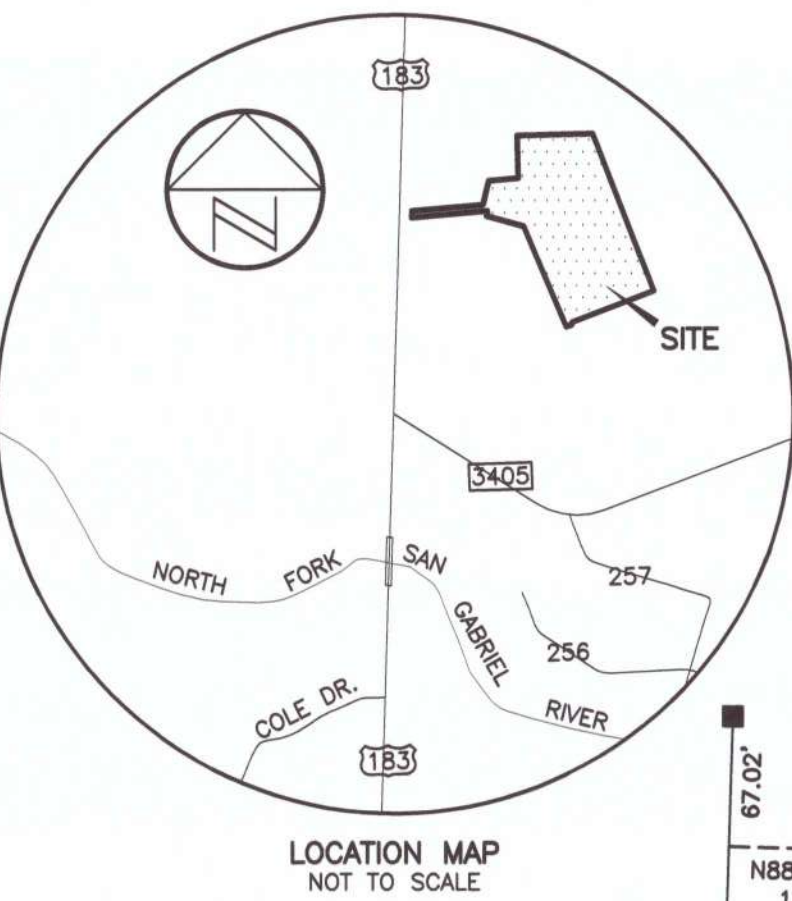 183
N
SITE
3405
NORTH FORK SAN GABRIEL RIVER
257
256
COLE DR.
183
67.02'
LOCATION MAP
NOT TO SCALE
N88
1